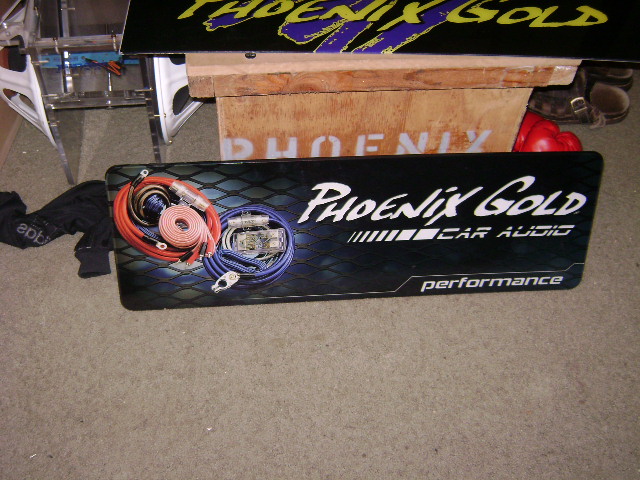 PHOENIX GOLD
PHOENIX
PHOENIX GOLD
CAR AUDIO
performance